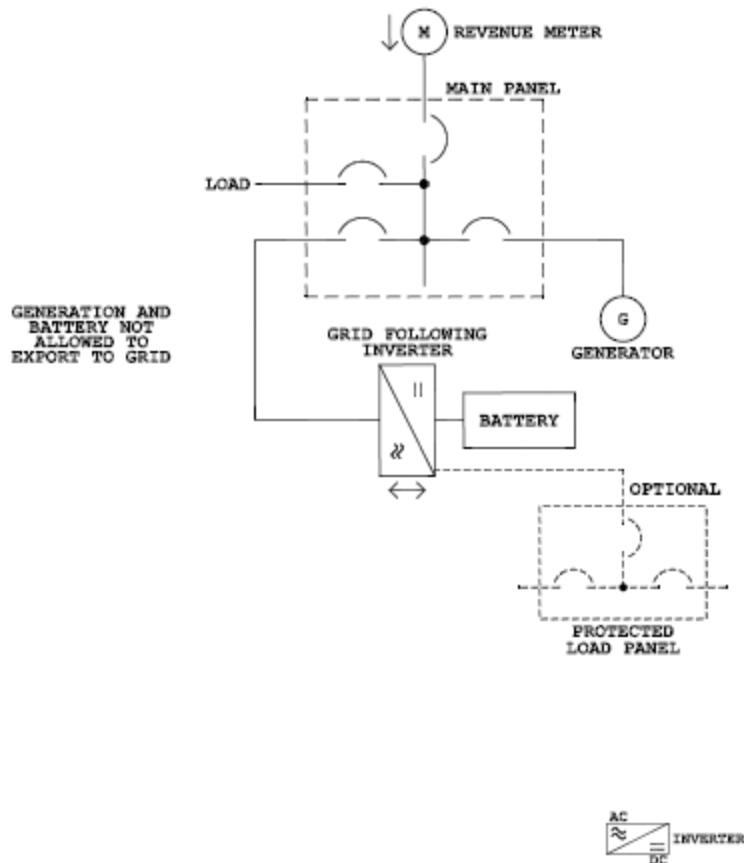 M
REVENUE METER
MAIN PANEL
LOAD
GENERATION AND
BATTERY NOT
ALLOWED TO
EXPORT TO GRID
G
GENERATOR
GRID FOLLOWING
INVERTER
BATTERY
OPTIONAL
PROTECTED
LOAD PANEL
AC
INVERTER
DC